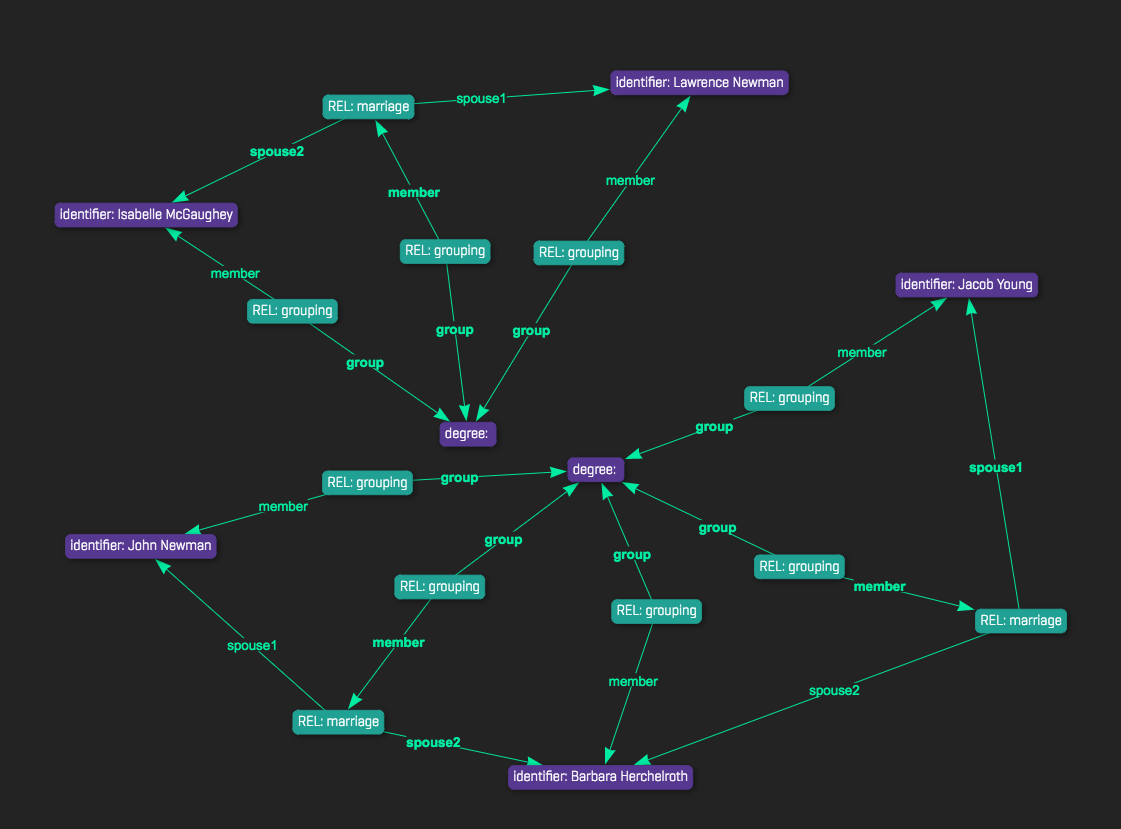 identifier: Lawrence Newman
REL: marriage
spouse1
spouse2
member
member
identifier: Isabelle McGaughey
REL: grouping
REL: grouping
member
identifier: Jacob Young
REL: grouping
group
group
member
group
REL: grouping
group
degree:
spouse1
degree:
REL: grouping
group
member
group
group
identifier: John Newman
group
REL: grouping
REL: grouping
member
REL: grouping
REL: marriage
member
spouse1
member
spouse2
REL: marriage
spouse2
identifier: Barbara Herchelroth